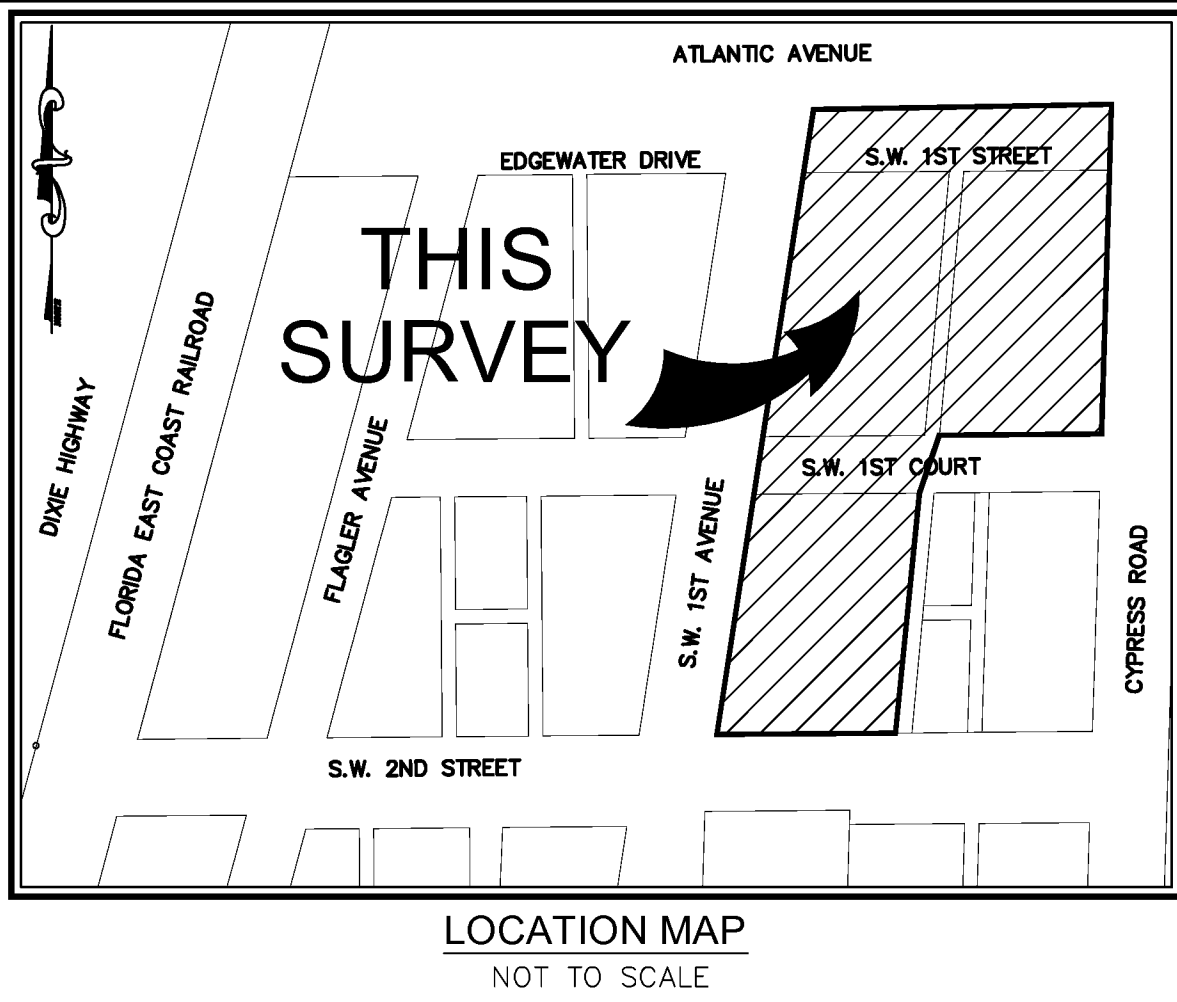 ATLANTIC AVENUE
EDGEWATER DRIVE
S.W. 1ST STREET
THIS
SURVEY
DIXIE HIGHWAY
FLORIDA EAST COAST RAILROAD
FLAGLER AVENUE
S.W. 1ST COURT
S.W. 1ST AVENUE
CYPRESS ROAD
S.W. 2ND STREET
LOCATION MAP
NOT TO SCALE